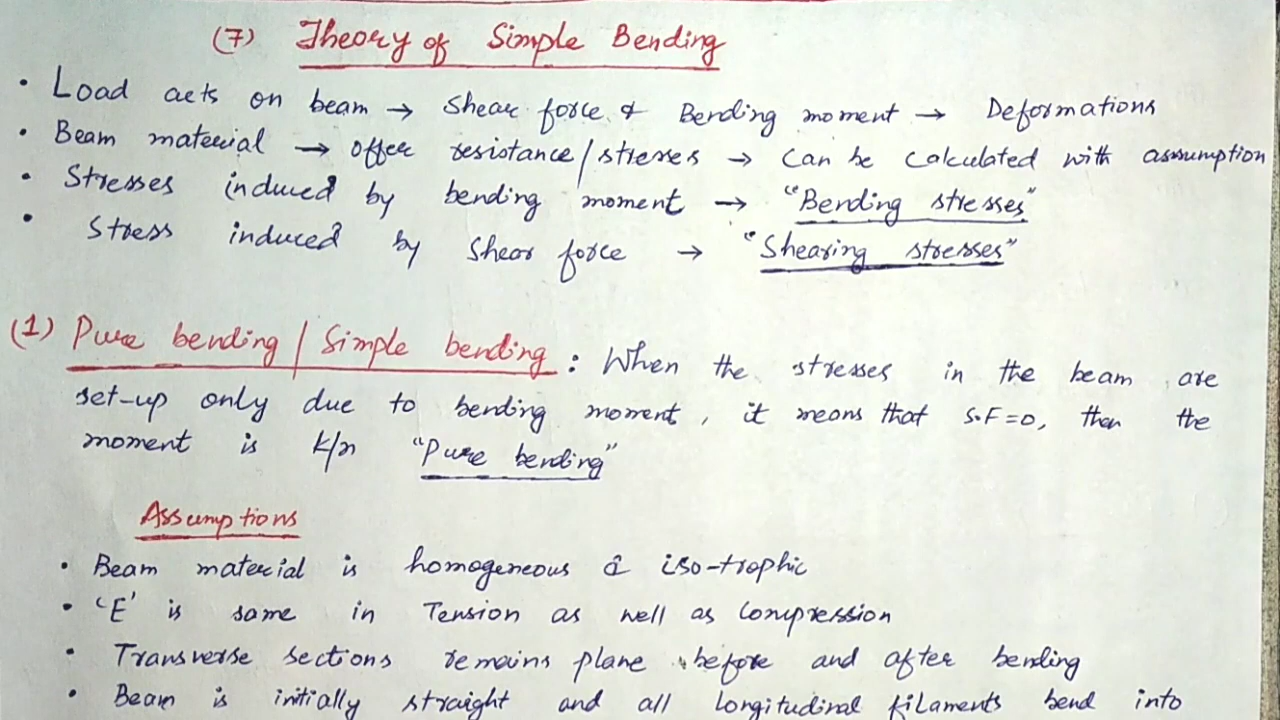 (7) Theory of Simple Bending
• Load acts on beam → Shear force & Bending moment → Deformations
• Beam material → offer resistance/stresses → Can be Calculated with assumption
• Stresses induced by bending moment → "Bending stresses"
• Stress induced by Shear force → "Shearing stresses"
(1) Pure bending / Simple bending : When the stresses in the beam are
set-up only due to bending moment, it means that S.F=0, then the
moment is k/n "Pure bending"
Assumptions
• Beam material is homogeneous & iso-trophic
• 'E' is same in Tension as well as Compression
• Transverse sections remains plane before and after bending
• Beam is initially straight and all longitudinal filaments bend into